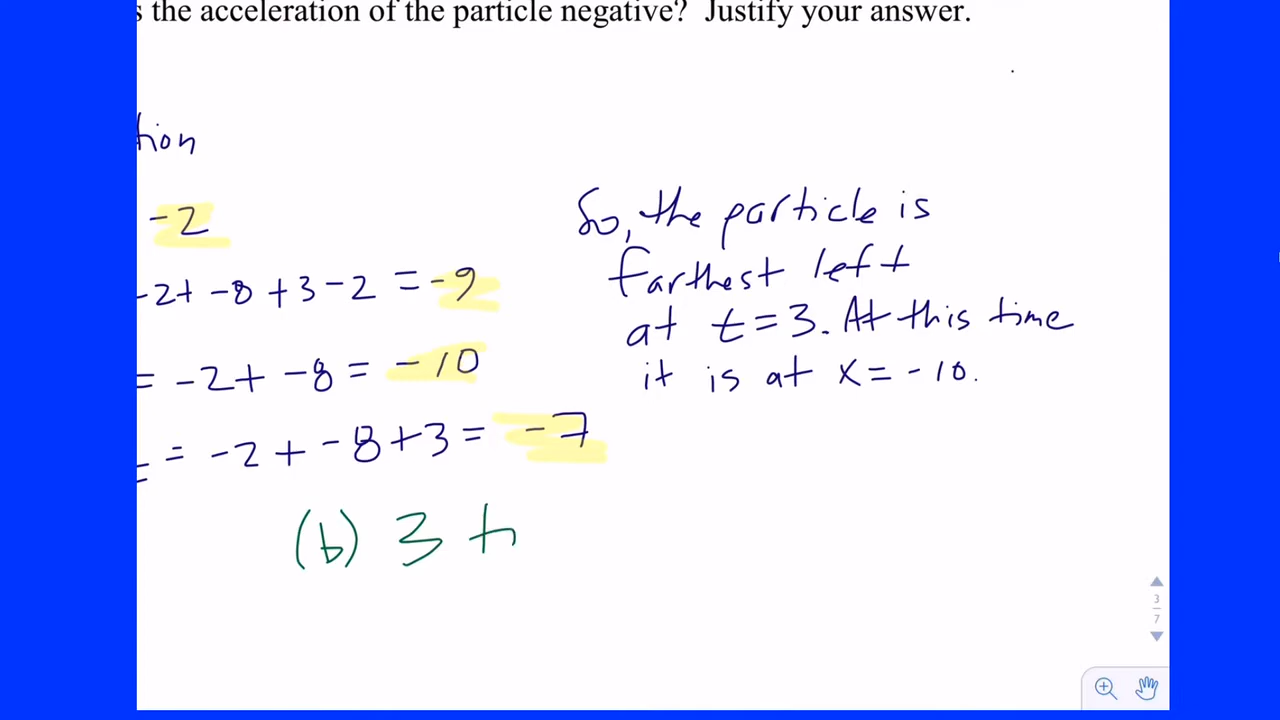 s the acceleration of the particle negative? Justify your answer.
tion
-2
-2+ -8 +3 -2 = -9
= -2+ -8 = -10
= = -2 + -8 +3 = -7
So, the particle is
farthest left
at t = 3. At this time
it is at x = -10.
(b) 3 h
3
7